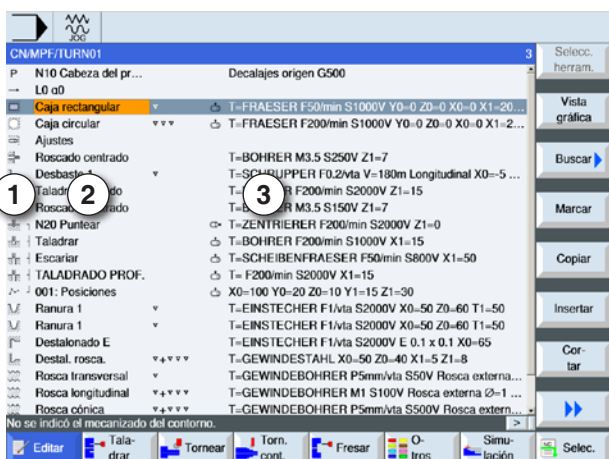 JOG
CN/MPF/TURN01 3
P N10 Cabeza del pr... Decalajes origen G500
L0 α0
Caja rectangular T=FRAESER F50/min S1000V Y0=0 Z0=0 X0=0 X1=20...
Caja circular T=FRAESER F200/min S1000V X0=0 Y0=0 Z0=0 X1=2...
Ajustes
Roscado centrado T=BOHRER M3.5 S250V Z1=7
Desbaste 1 T=SCHRUPPER F0.2/vta V=180m Longitudinal X0=-5 ...
F200/min S2000V Z1=15
M3.5 S150V Z1=7
N20 Puntear T=ZENTRIERER F200/min S2000V Z1=0
Taladrar T=BOHRER F200/min S1000V X1=15
Escariar T=SCHEIBENFRAESER F50/min S800V X1=50
TALADRADO PROF. T= F200/min S2000V X1=15
001: Posiciones X0=100 Y0=20 Z0=10 Y1=15 Z1=30
Ranura 1 T=EINSTECHER F1/vta S2000V X0=50 Z0=60 T1=50
Ranura 1 T=EINSTECHER F1/vta S2000V X0=50 Z0=60 T1=50
Destalonado E T=EINSTECHER F1/vta S2000V E 0.1 x 0.1 X0=65
Destal. rosca. T=GEWINDESTAHL X0=50 Z0=40 X1=5 Z1=8
Rosca transversal T=GEWINDEBOHRER P5mm/vta S50V Rosca externa...
Rosca longitudinal T=GEWINDEBOHRER M1 S100V Rosca externa Ø=1 ...
Rosca cónica T=GEWINDEBOHRER P5mm/vta S500V Rosca extern...
No se indicó el mecanizado del contorno. >
1
2
3
Selecc.
herram.
Vista
gráfica
Buscar
Marcar
Copiar
Insertar
Cor-
tar
Editar
Tala-
drar
Tornear
Torn.
cont.
Fresar
O-
tros
Simu-
lación
NC
Selec.